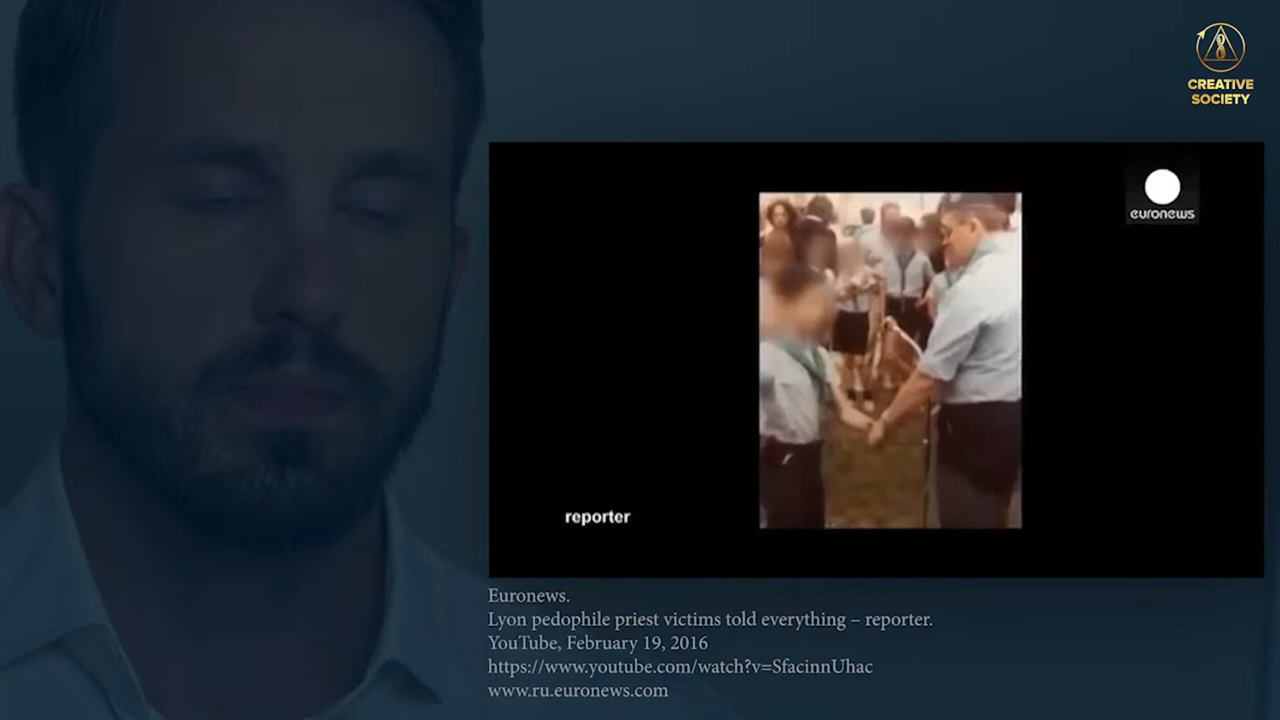 CREATIVE
SOCIETY
euronews
reporter
Euronews.
Lyon pedophile priest victims told everything – reporter.
YouTube, February 19, 2016
https://www.youtube.com/watch?v=SfacinnUhac
www.ru.euronews.com